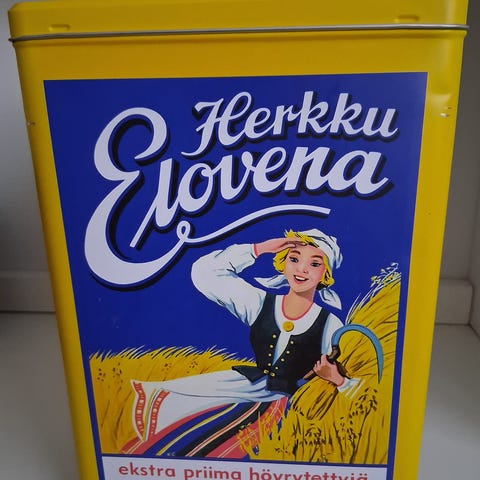 Herkku
Elovena
ekstra priima höyrytettyjä